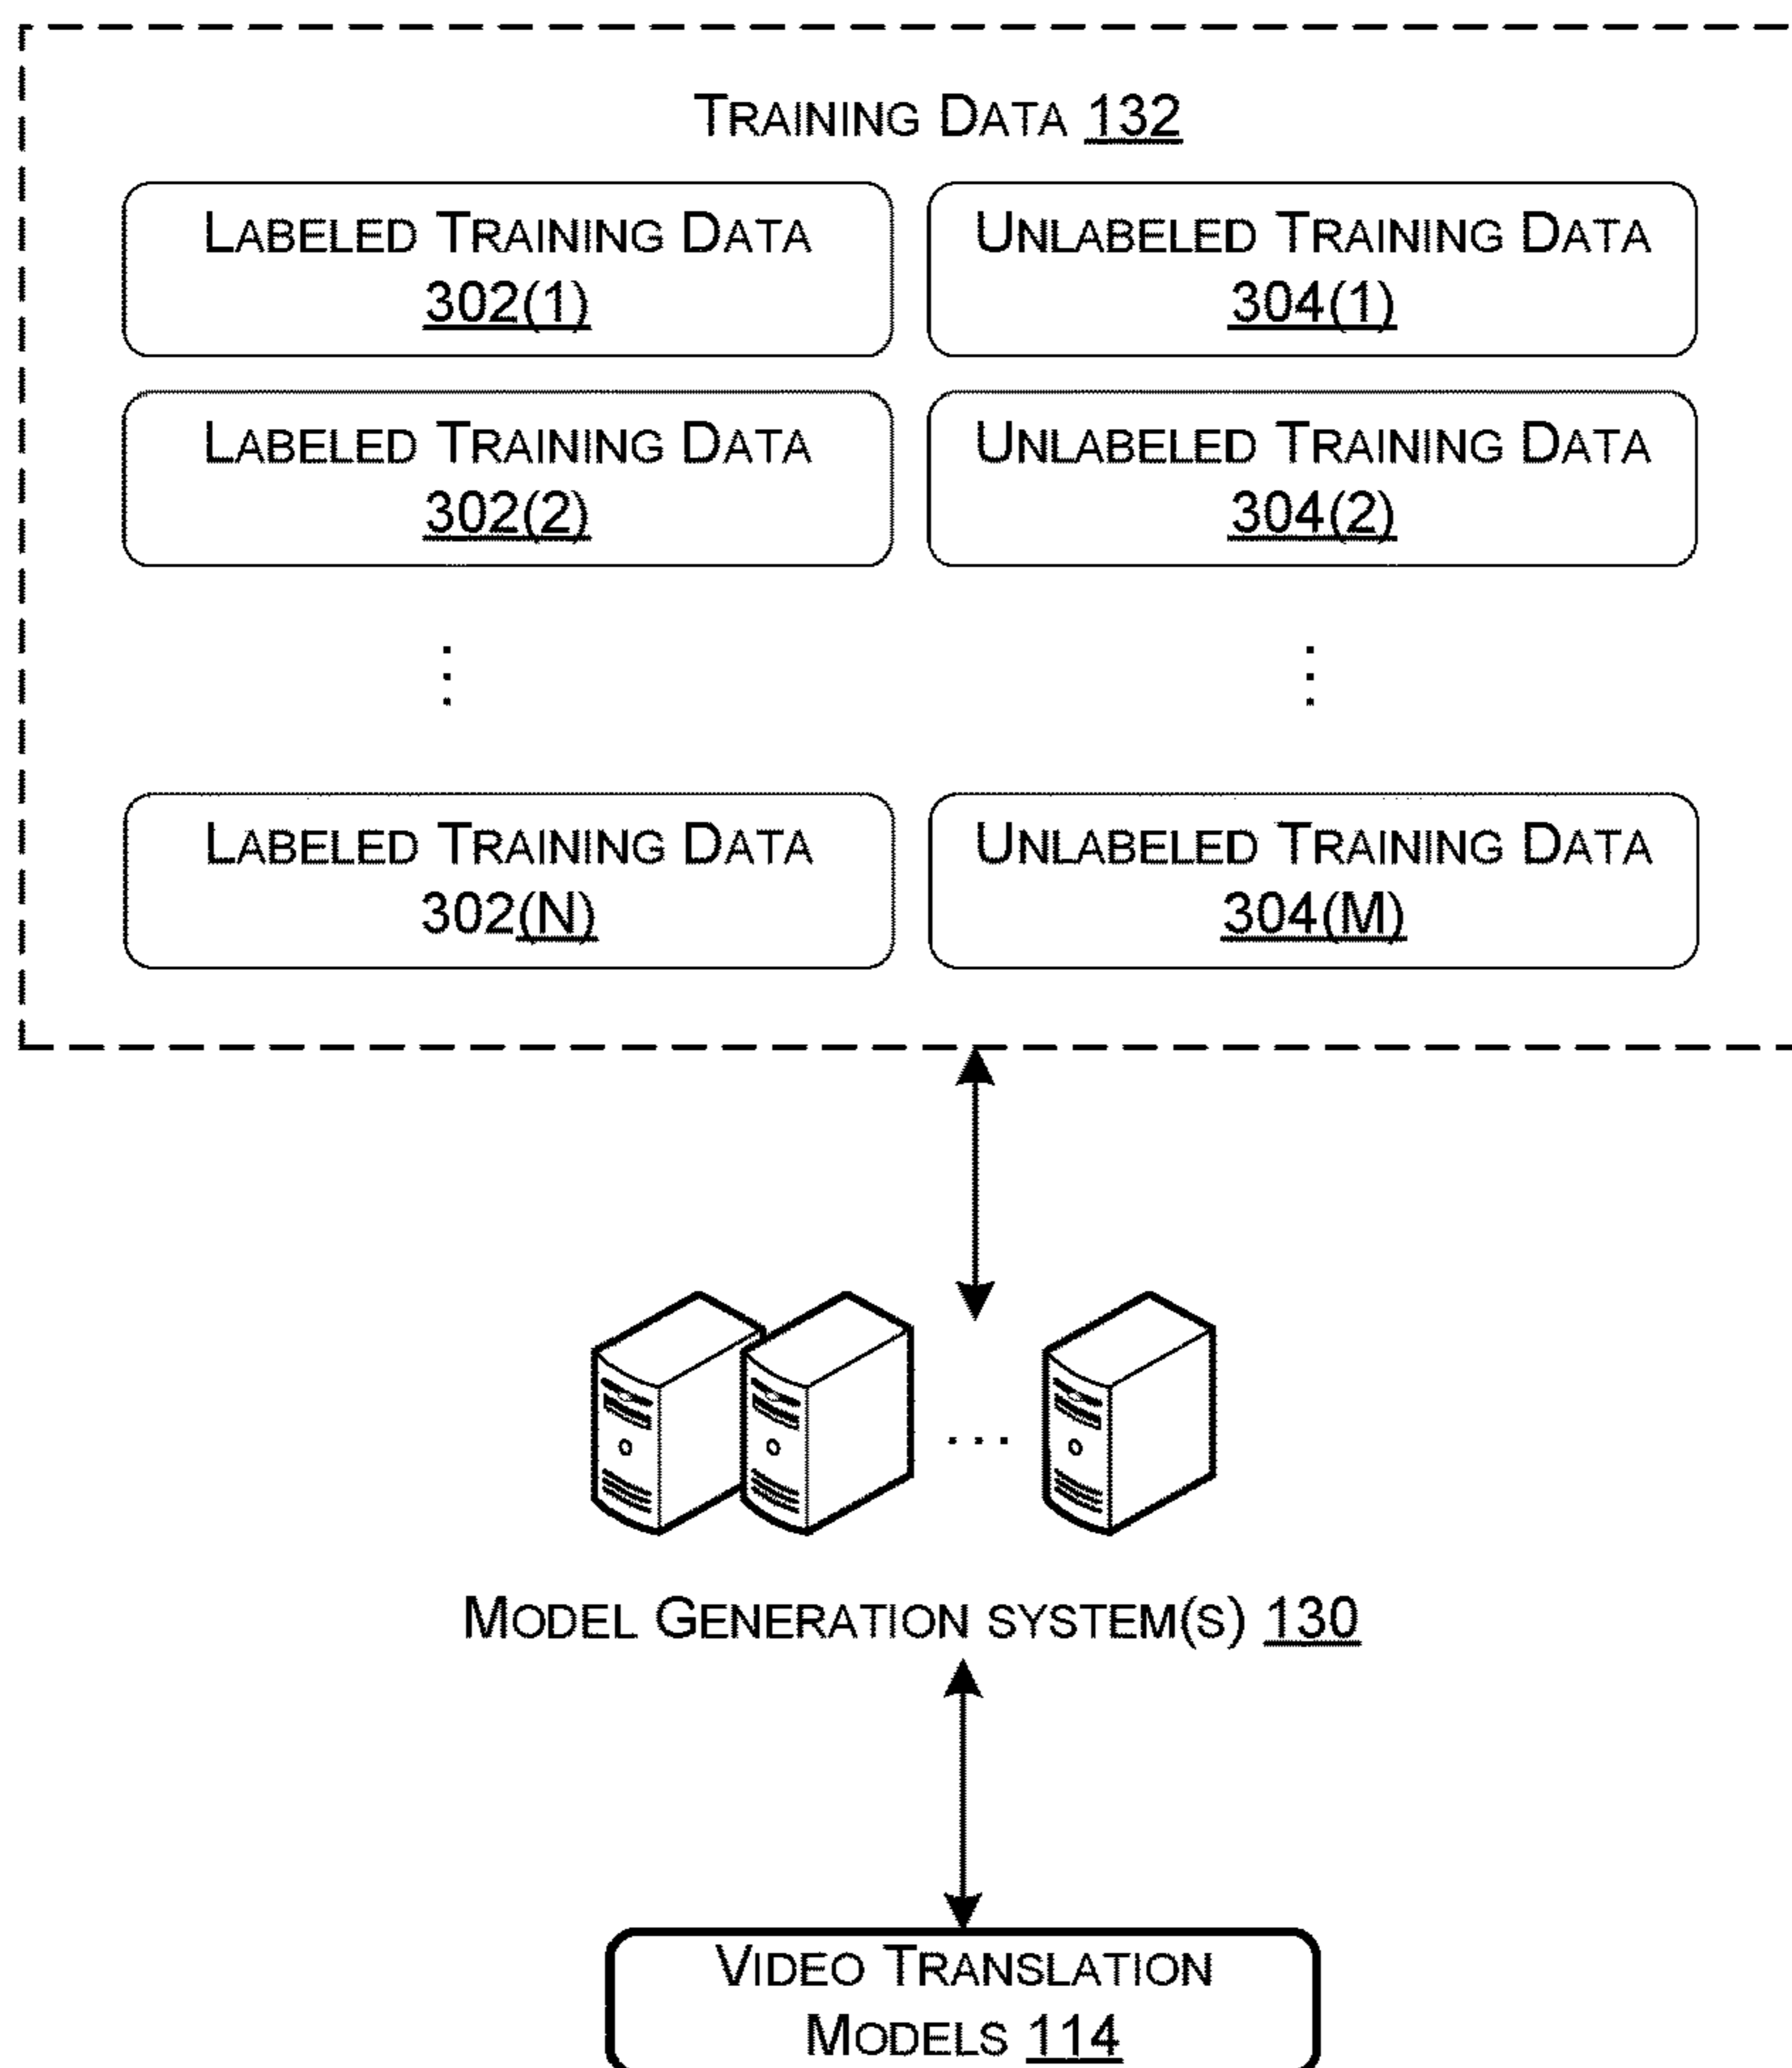 TRAINING DATA 132
LABELED TRAINING DATA
302(1)
UNLABELED TRAINING DATA
304(1)
LABELED TRAINING DATA
302(2)
UNLABELED TRAINING DATA
304(2)
LABELED TRAINING DATA
302(N)
UNLABELED TRAINING DATA
304(M)
...
MODEL GENERATION SYSTEM(S) 130
VIDEO TRANSLATION
MODELS 114